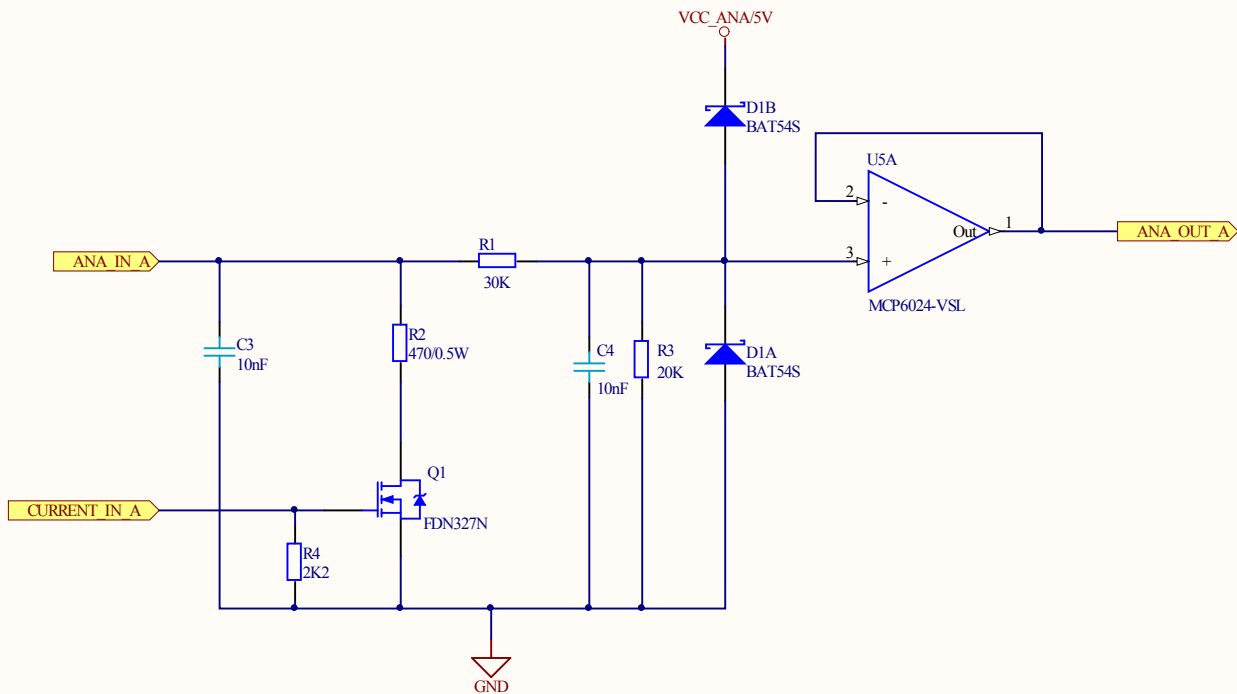 VCC_ANA/5V
D1B
BAT54S
U5A
2
-
Out
1
ANA_OUT_A
3
+
MCP6024-VSL
ANA_IN_A
R1
30K
C3
10nF
R2
470/0.5W
C4
10nF
R3
20K
D1A
BAT54S
Q1
FDN327N
CURRENT_IN_A
R4
2K2
GND